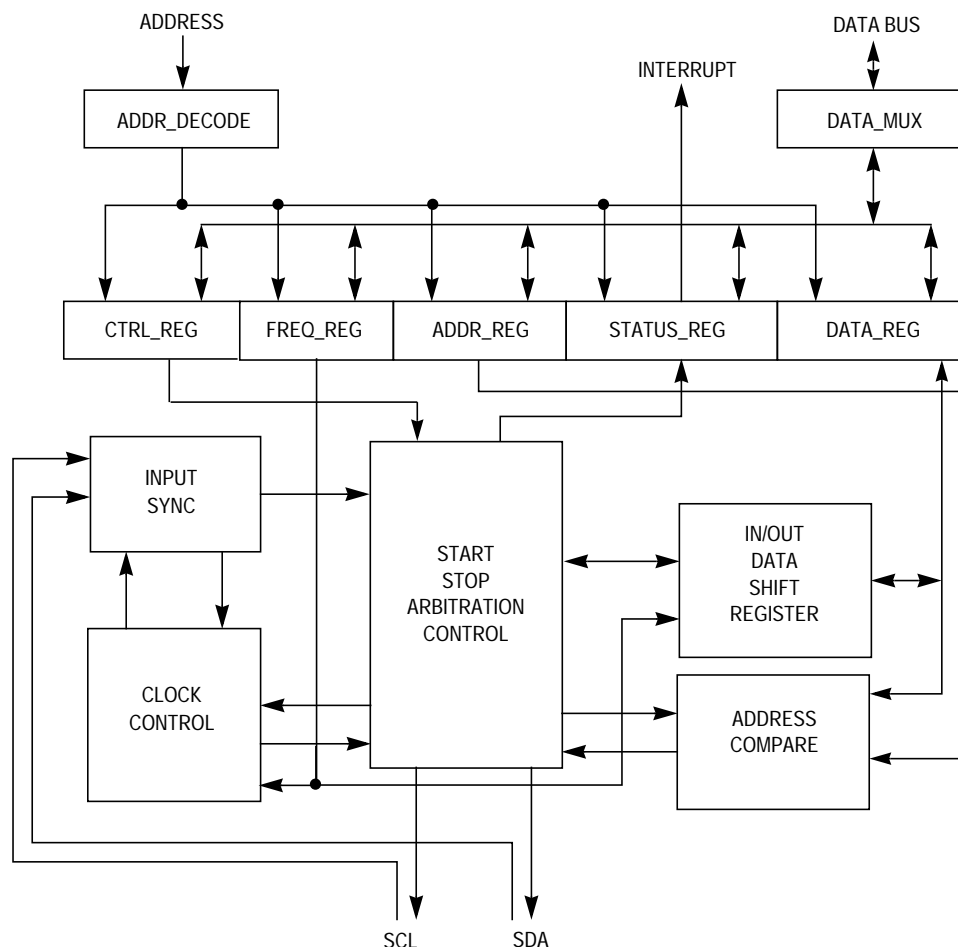 ADDRESS
DATA BUS
INTERRUPT
ADDR_DECODE
DATA_MUX
CTRL_REG
FREQ_REG
ADDR_REG
STATUS_REG
DATA_REG
INPUT
SYNC
START
STOP
ARBITRATION
CONTROL
IN/OUT
DATA
SHIFT
REGISTER
CLOCK
CONTROL
ADDRESS
COMPARE
SCL
SDA